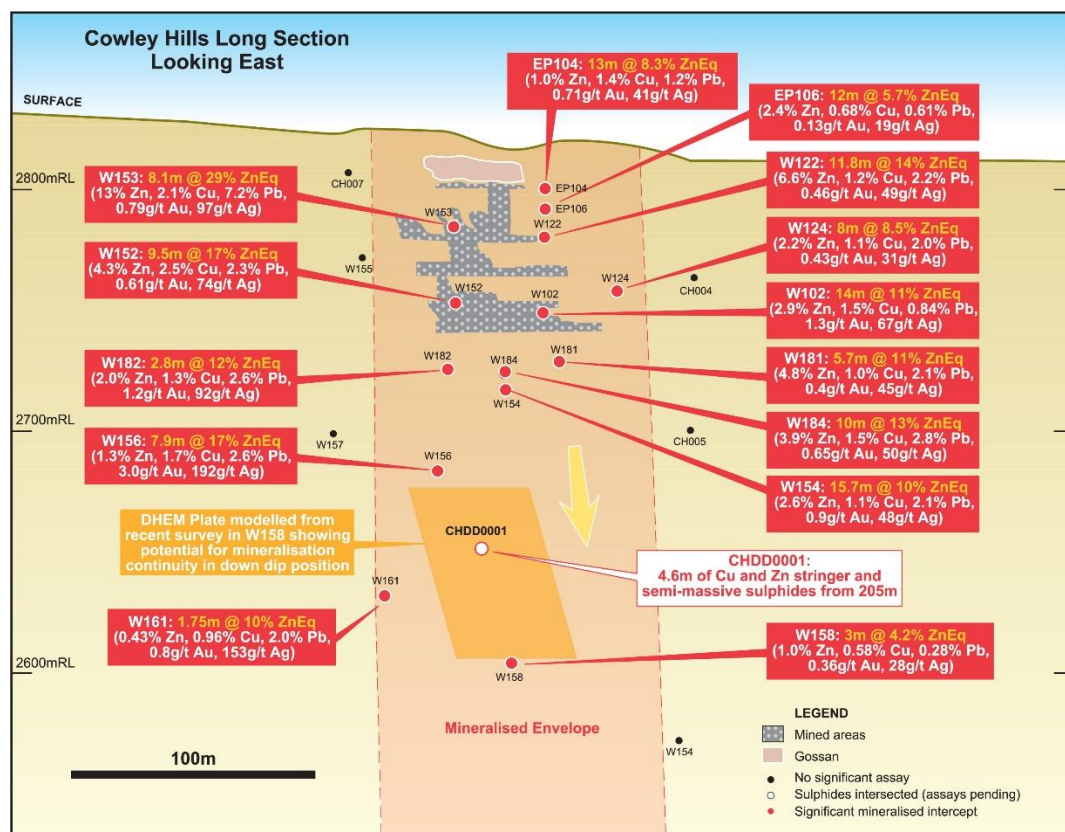 Cowley Hills Long Section
Looking East
SURFACE
EP104: 13m @ 8.3% ZnEq
(1.0% Zn, 1.4% Cu, 1.2% Pb,
0.71g/t Au, 41g/t Ag)
EP106: 12m @ 5.7% ZnEq
(2.4% Zn, 0.68% Cu, 0.61% Pb,
0.13g/t Au, 19g/t Ag)
W122: 11.8m @ 14% ZnEq
(6.6% Zn, 1.2% Cu, 2.2% Pb,
0.46g/t Au, 49g/t Ag)
W124: 8m @ 8.5% ZnEq
(2.2% Zn, 1.1% Cu, 2.0% Pb,
0.43g/t Au, 31g/t Ag)
W102: 14m @ 11% ZnEq
(2.9% Zn, 1.5% Cu, 0.84% Pb,
1.3g/t Au, 67g/t Ag)
W181: 5.7m @ 11% ZnEq
(4.8% Zn, 1.0% Cu, 2.1% Pb,
0.4g/t Au, 45g/t Ag)
W184: 10m @ 13% ZnEq
(3.9% Zn, 1.5% Cu, 2.8% Pb,
0.65g/t Au, 50g/t Ag)
W154: 15.7m @ 10% ZnEq
(2.6% Zn, 1.1% Cu, 2.1% Pb,
0.9g/t Au, 48g/t Ag)
CHDD0001:
4.6m of Cu and Zn stringer and
semi-massive sulphides from 205m
W158: 3m @ 4.2% ZnEq
(1.0% Zn, 0.58% Cu, 0.28% Pb,
0.36g/t Au, 28g/t Ag)
W153: 8.1m @ 29% ZnEq
(13% Zn, 2.1% Cu, 7.2% Pb,
0.79g/t Au, 97g/t Ag)
W152: 9.5m @ 17% ZnEq
(4.3% Zn, 2.5% Cu, 2.3% Pb,
0.61g/t Au, 74g/t Ag)
W182: 2.8m @ 12% ZnEq
(2.0% Zn, 1.3% Cu, 2.6% Pb,
1.2g/t Au, 92g/t Ag)
W156: 7.9m @ 17% ZnEq
(1.3% Zn, 1.7% Cu, 2.6% Pb,
3.0g/t Au, 192g/t Ag)
DHEM Plate modelled from
recent survey in W158 showing
potential for mineralisation
continuity in down dip position
W161: 1.75m @ 10% ZnEq
(0.43% Zn, 0.96% Cu, 2.0% Pb,
0.8g/t Au, 153g/t Ag)
2800mRL
2700mRL
2600mRL
CH007
EP104
EP106
W153
W122
W155
W124
CH004
W152
W102
W182
W184
W181
W154
W157
CH005
W156
CHDD0001
W161
W158
W154
Mineralised Envelope
100m
LEGEND
Mined areas
Gossan
No significant assay
Sulphides intersected (assays pending)
Significant mineralised intercept